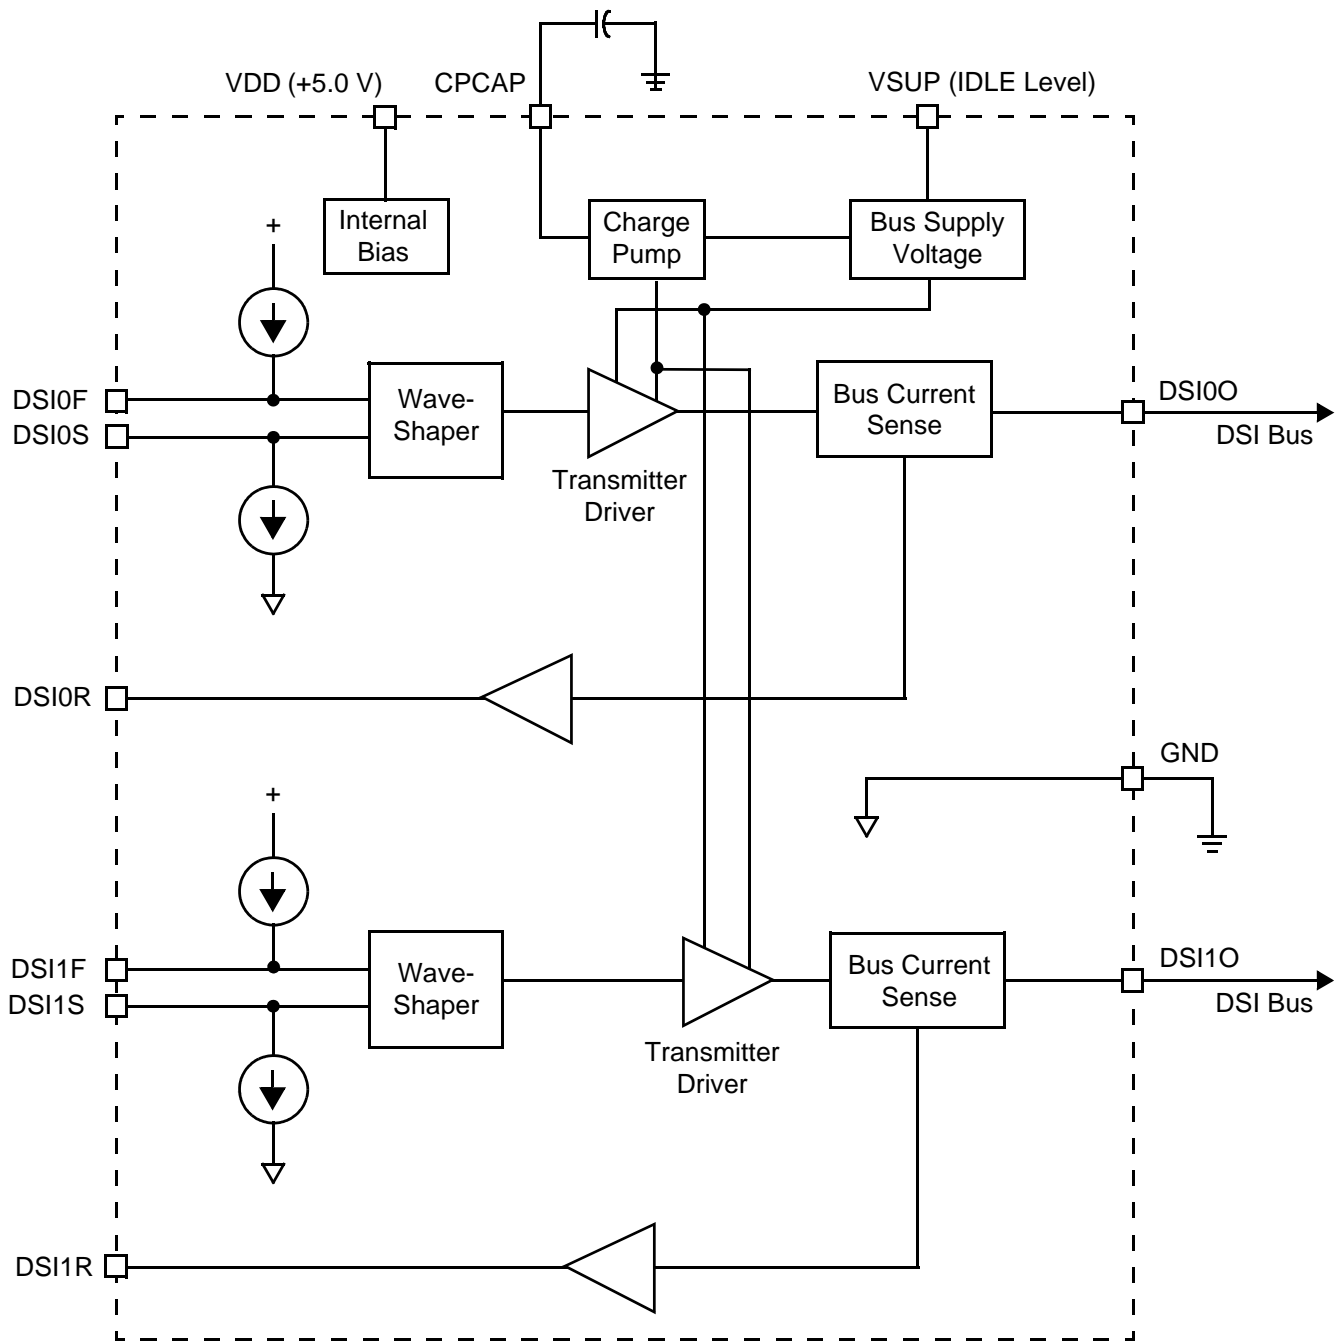 VDD (+5.0 V)
CPCAP
VSUP (IDLE Level)
Internal
Bias
Charge
Pump
Bus Supply
Voltage
+
DSI0F
DSI0S
Wave-
Shaper
Transmitter
Driver
Bus Current
Sense
DSI0O
DSI Bus
DSI0R
GND
+
DSI1F
DSI1S
Wave-
Shaper
Transmitter
Driver
Bus Current
Sense
DSI1O
DSI Bus
DSI1R